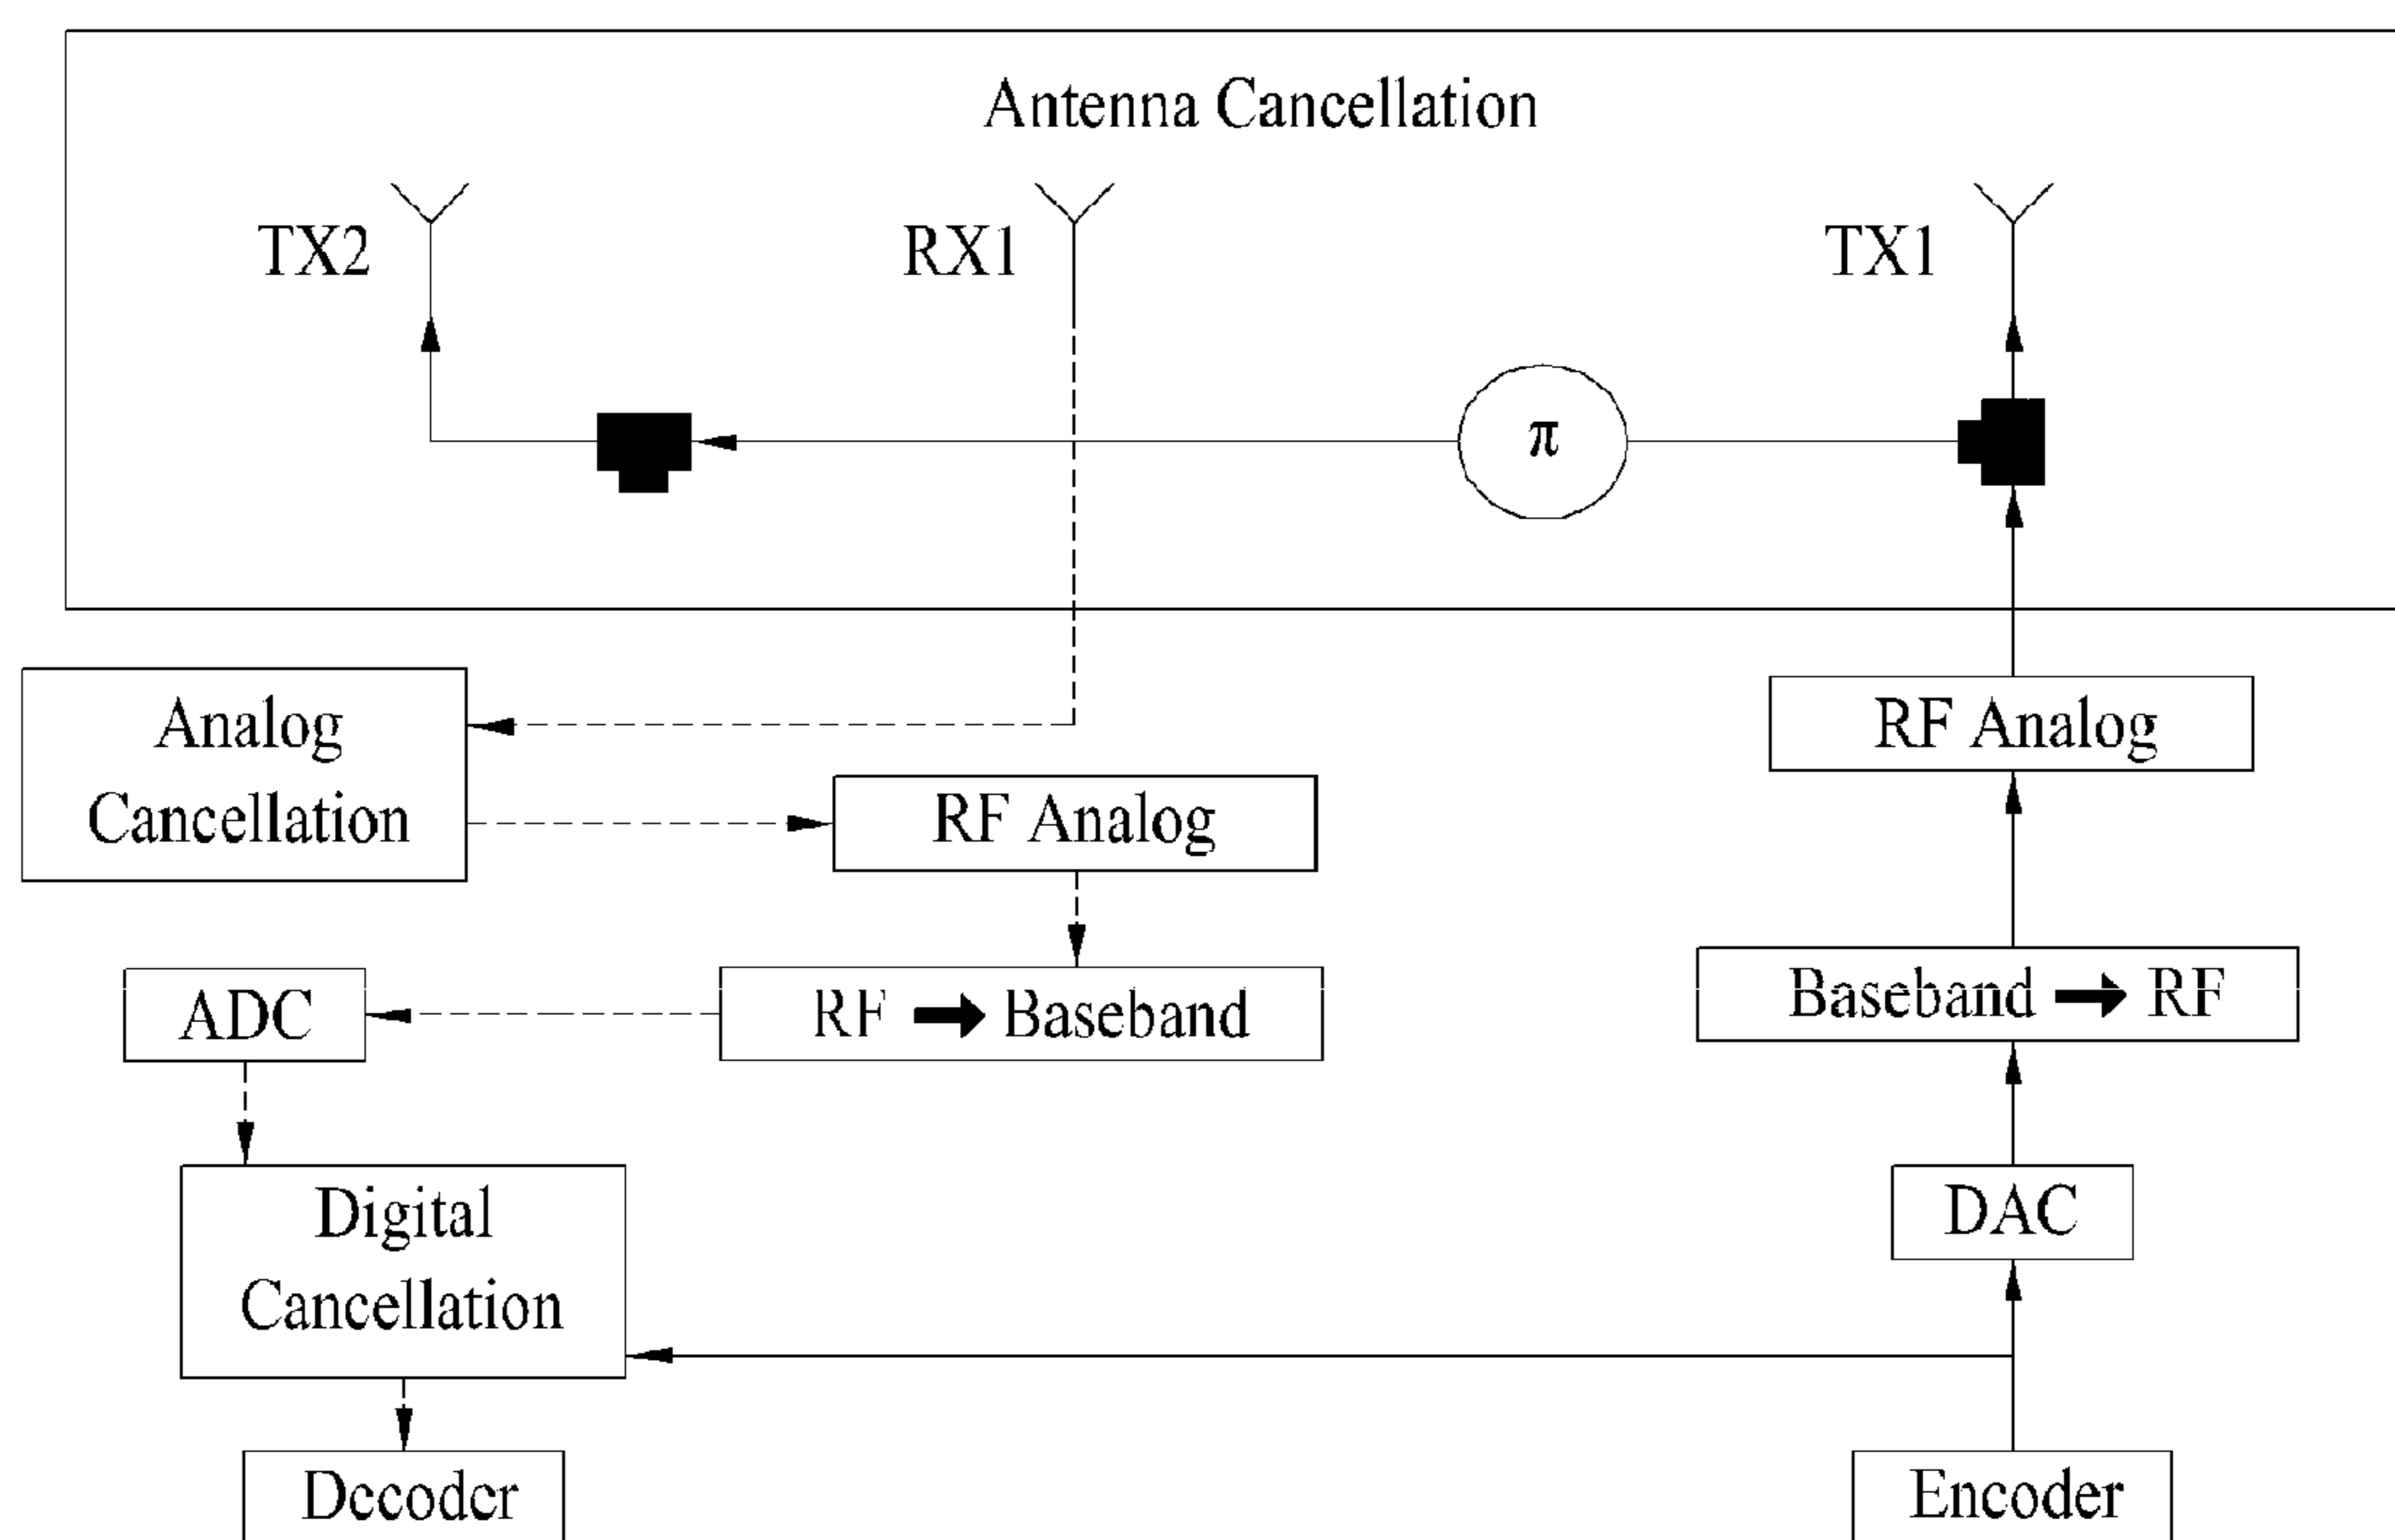 Antenna Cancellation
TX2
RX1
TX1
π
Analog
Cancellation
RF Analog
RF Analog
ADC
RF ➡ Baseband
Baseband ➡ RF
Digital
Cancellation
DAC
Decoder
Encoder